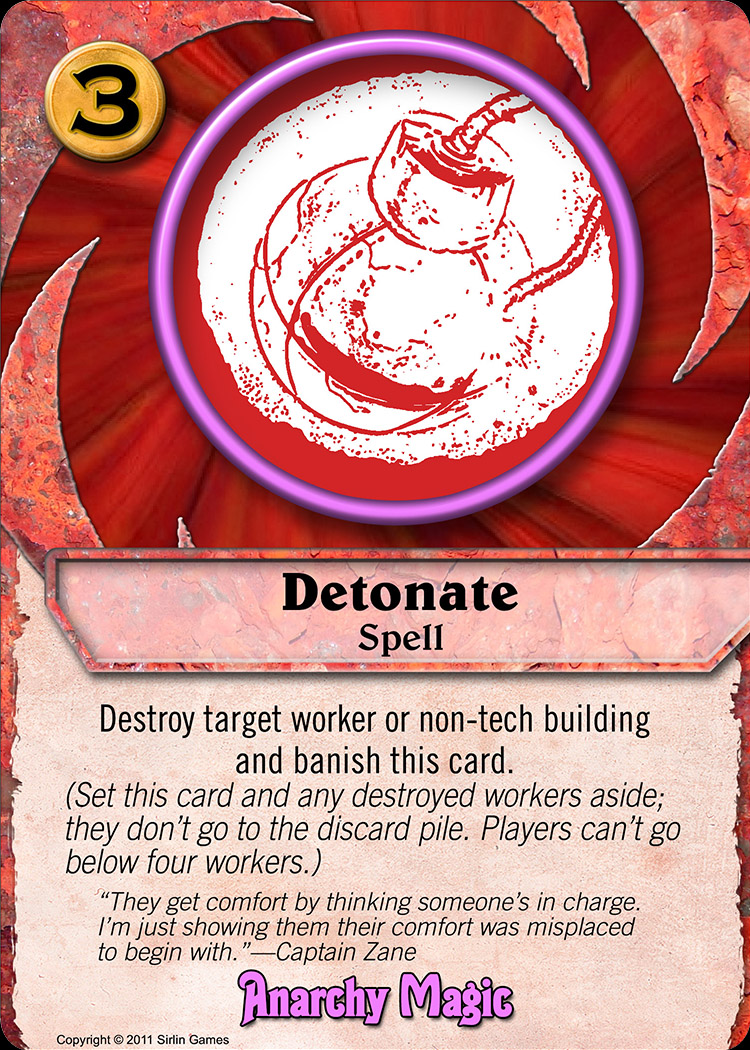 3
Detonate
Spell
Destroy target worker or non-tech building
and banish this card.
(Set this card and any destroyed workers aside;
they don't go to the discard pile. Players can't go
below four workers.)
“They get comfort by thinking someone’s in charge.
I’m just showing them their comfort was misplaced
to begin with.”—Captain Zane
Anarchy Magic
Copyright © 2011 Sirlin Games